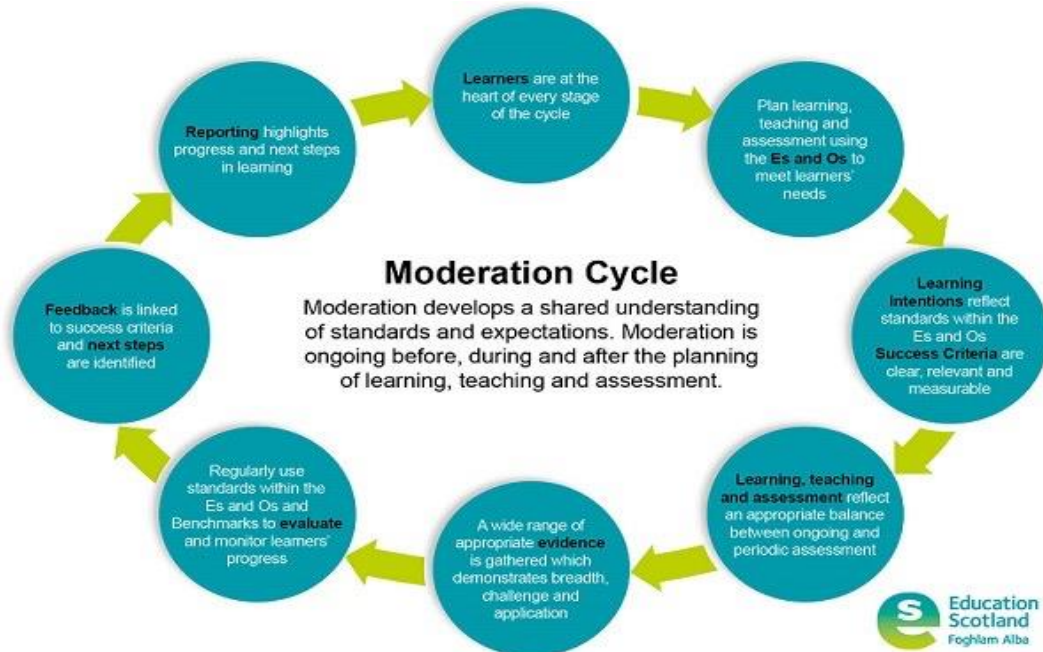 Learners are at the
heart of every stage
of the cycle
Plan learning,
teaching and
assessment using
the Es and Os to
meet learners'
needs
Learning
Intentions reflect
standards within the
Es and Os
Success Criteria are
clear, relevant and
measurable
Learning, teaching
and assessment reflect
an appropriate balance
between ongoing and
periodic assessment
A wide range of
appropriate evidence
is gathered which
demonstrates breadth,
challenge and
application
Regularly use
standards within the
Es and Os and
Benchmarks to evaluate
and monitor learners'
progress
Feedback is linked
to success criteria
and next steps
are identified
Reporting highlights
progress and next steps
in learning
Moderation Cycle
Moderation develops a shared understanding
of standards and expectations. Moderation is
ongoing before, during and after the planning
of learning, teaching and assessment.
Education
Scotland
Foghlam Alba